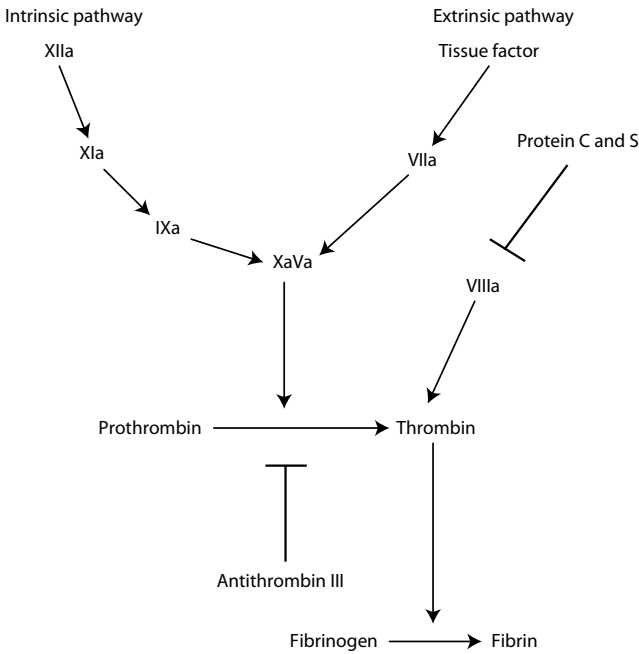 Intrinsic pathway
Extrinsic pathway
XIIa
Tissue factor
Protein C and S
XIa
VIIa
IXa
XaVa
VIIIa
Prothrombin
Thrombin
Antithrombin III
Fibrinogen
Fibrin